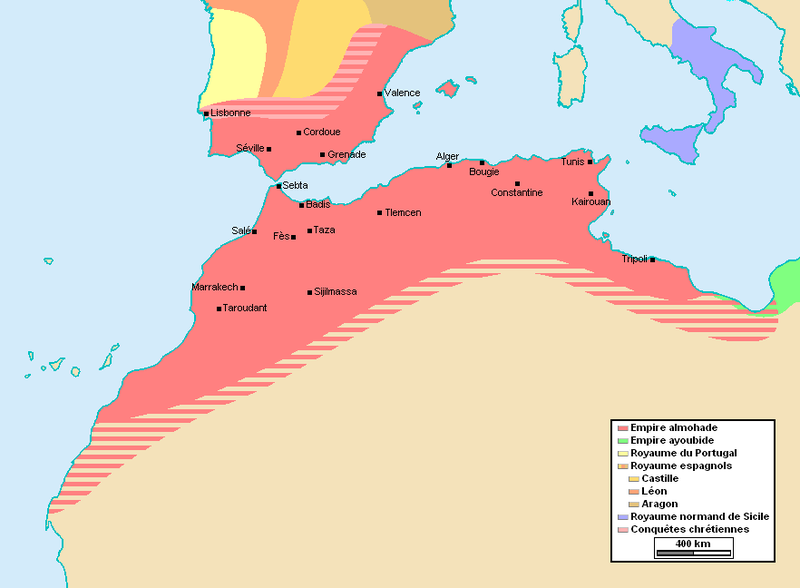 Valence
Lisbonne
Cordoue
Séville
Grenade
Alger
Bougie
Tunis
Constantine
Kairouan
Sebta
Badis
Tlemcen
Salé
Fès
Taza
Tripoli
Marrakech
Sijilmassa
Taroudant
Empire almohade
Empire ayoubide
Royaume du Portugal
Royaume espagnols
Castille
Léon
Aragon
Royaume normand de Sicile
Conquêtes chrétiennes
400 km